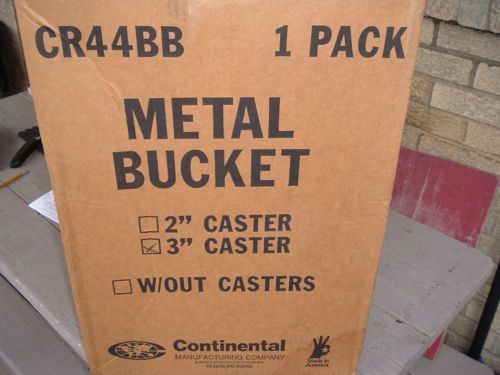 CR44BB 1 PACK
METAL
BUCKET
2" CASTER
3" CASTER
W/OUT CASTERS
Continental
MANUFACTURING COMPANY
Made in
America